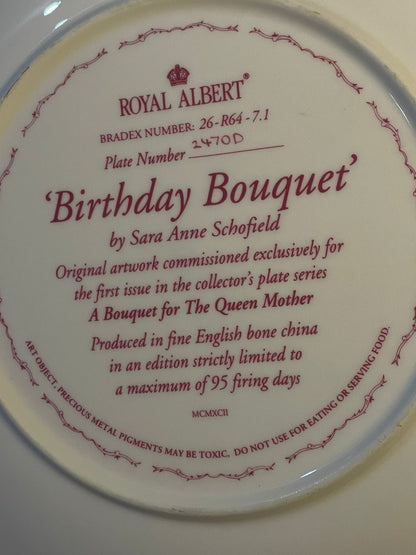 ROYAL ALBERT®
BRADEX NUMBER: 26-R64-7.1
Plate Number 2470D
'Birthday Bouquet'
by Sara Anne Schofield
Original artwork commissioned exclusively for
the first issue in the collector's plate series
A Bouquet for The Queen Mother
Produced in fine English bone china
in an edition strictly limited to
a maximum of 95 firing days
MCMXCII
ART OBJECT, PRECIOUS METAL PIGMENTS MAY BE TOXIC, DO NOT USE FOR EATING OR SERVING FOOD.